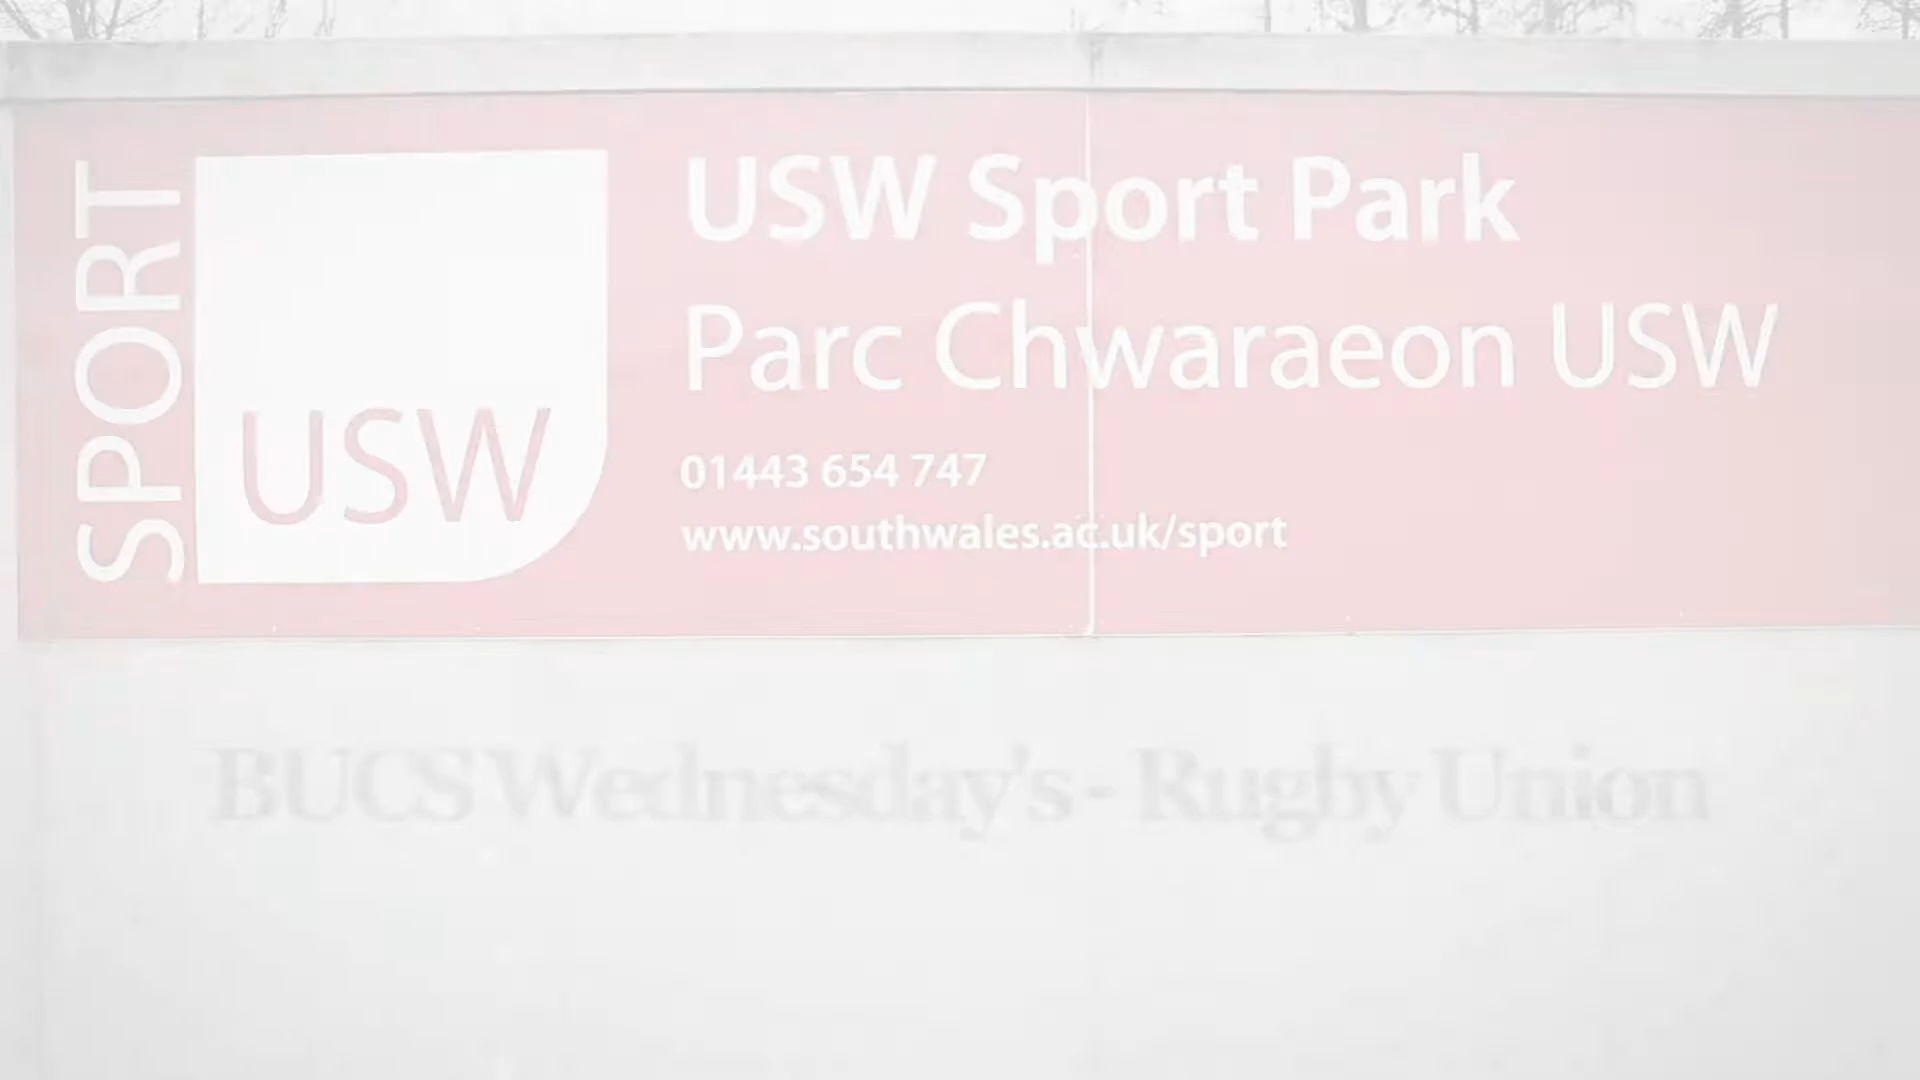 SPORT
USW
USW Sport Park
Parc Chwaraeon USW
01443 654 747
www.southwales.ac.uk/sport
BUCS Wednesday's - Rugby Union